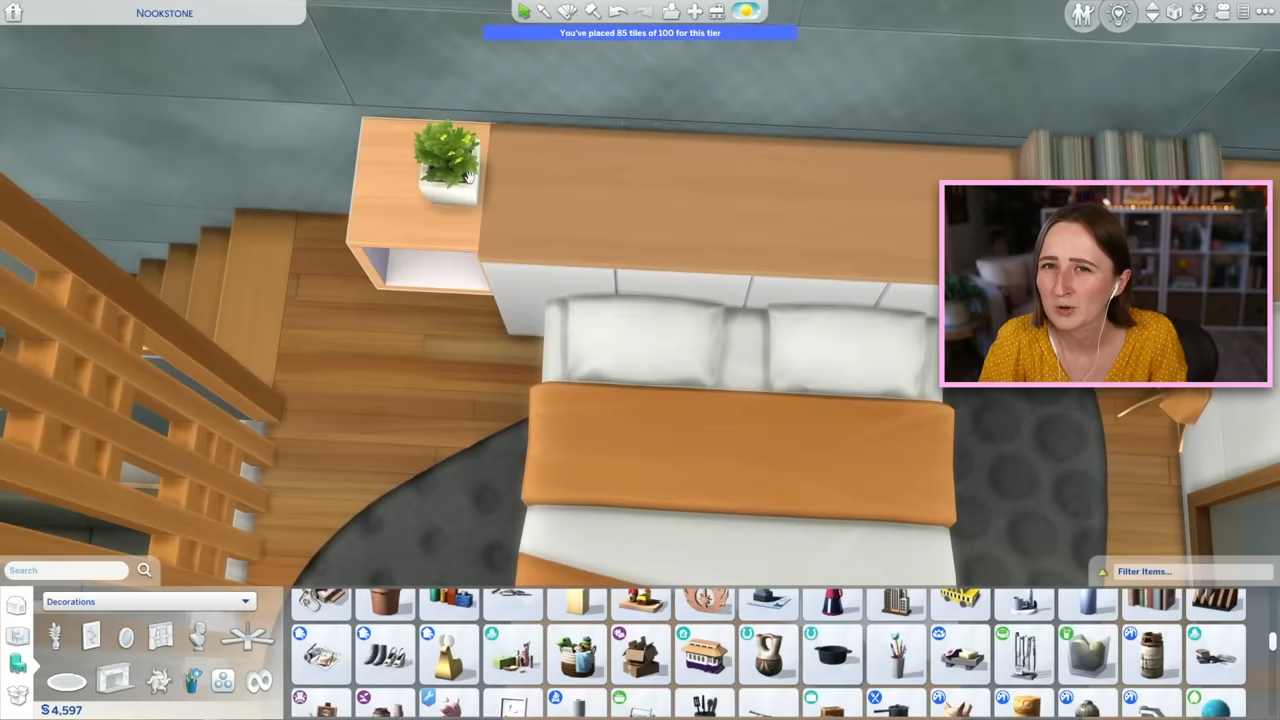 NOOKSTONE
You've placed 85 tiles of 100 for this tier
Search
Filter Items...
Decorations
§4,597